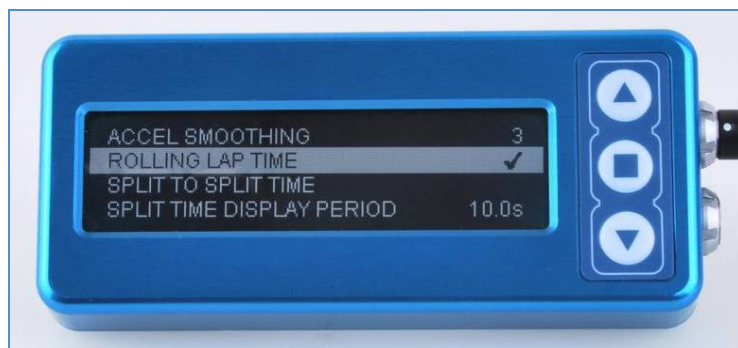 ACCEL SMOOTHING 3
ROLLING LAP TIME ✓
SPLIT TO SPLIT TIME
SPLIT TIME DISPLAY PERIOD 10.0s